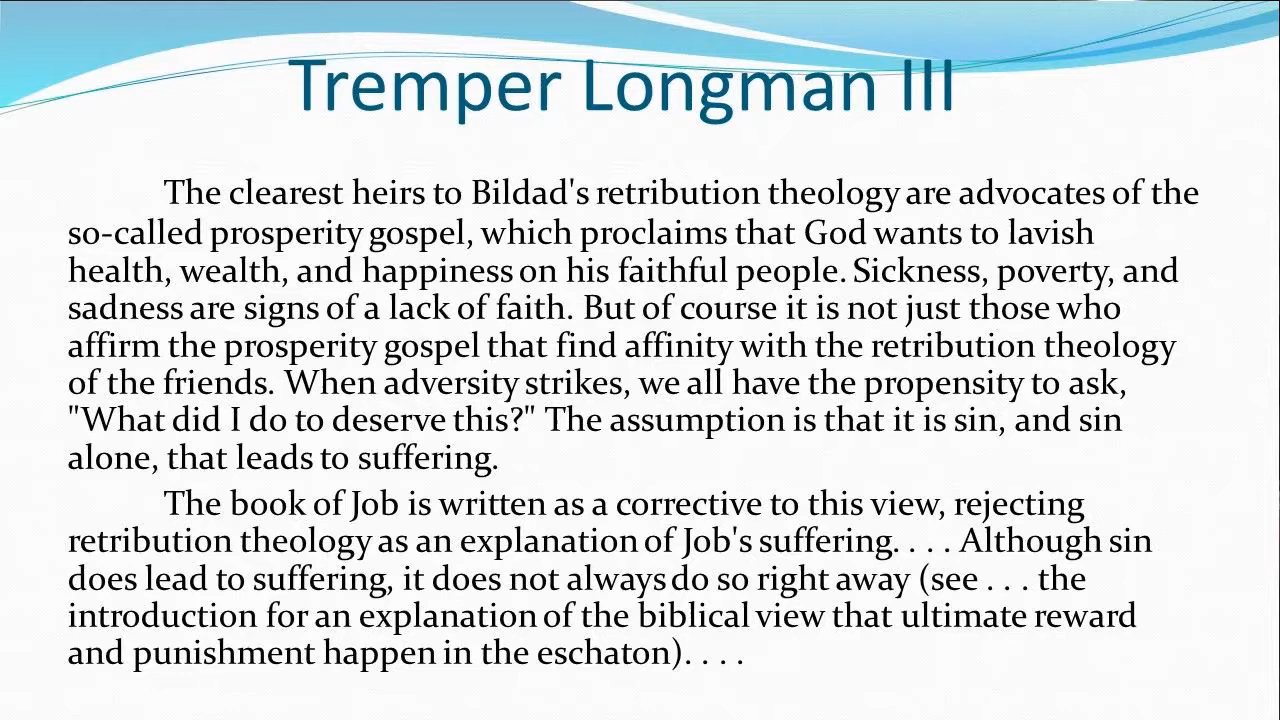 Tremper Longman III
The clearest heirs to Bildad's retribution theology are advocates of the
so-called prosperity gospel, which proclaims that God wants to lavish
health, wealth, and happiness on his faithful people. Sickness, poverty, and
sadness are signs of a lack of faith. But of course it is not just those who
affirm the prosperity gospel that find affinity with the retribution theology
of the friends. When adversity strikes, we all have the propensity to ask,
"What did I do to deserve this?" The assumption is that it is sin, and sin
alone, that leads to suffering.
The book of Job is written as a corrective to this view, rejecting
retribution theology as an explanation of Job's suffering. . . . Although sin
does lead to suffering, it does not always do so right away (see . . . the
introduction for an explanation of the biblical view that ultimate reward
and punishment happen in the eschaton). . . .